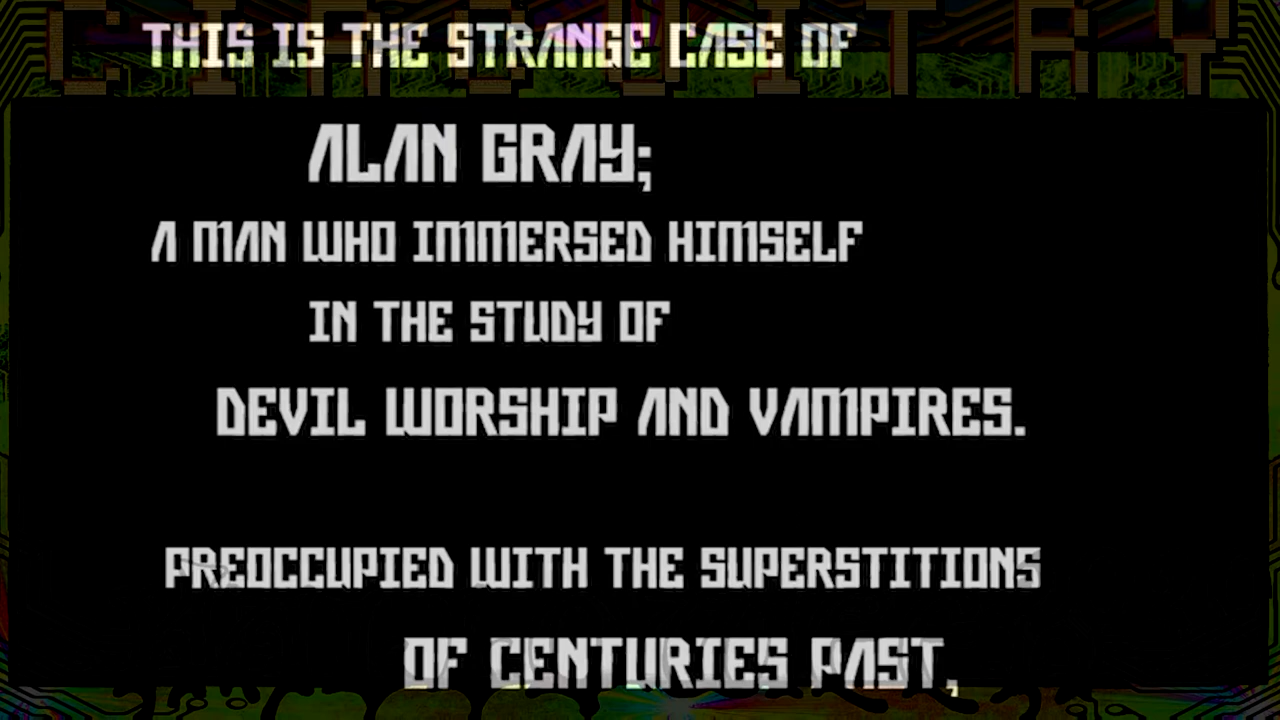 CIRCUITRY
THIS IS THE STRANGE CASE OF
ALAN GRAY;
A MAN WHO IMMERSED HIMSELF
IN THE STUDY OF
DEVIL WORSHIP AND VAMPIRES.
PREOCCUPIED WITH THE SUPERSTITIONS
OF CENTURIES PAST,